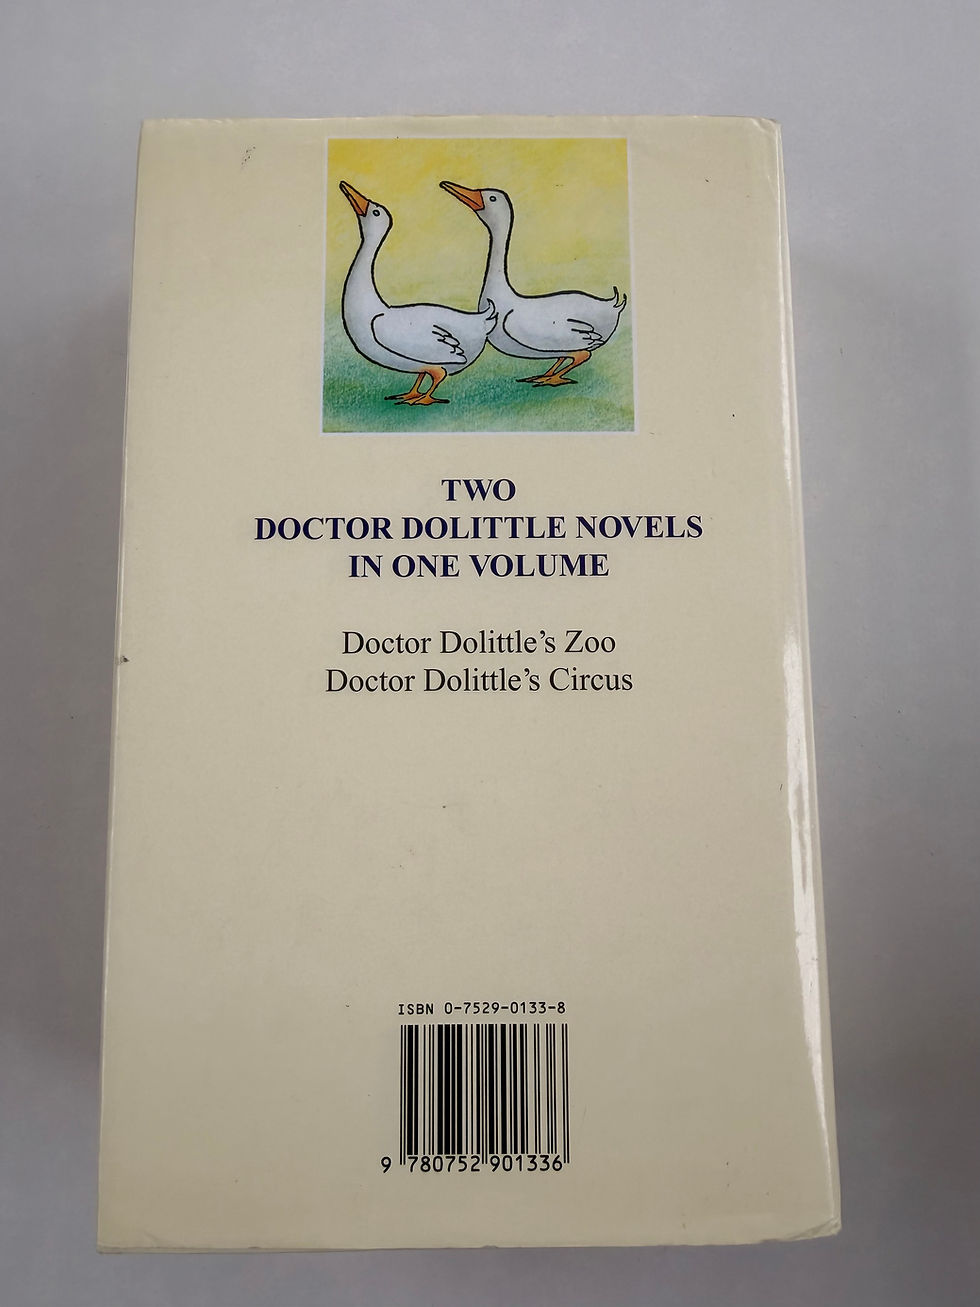 TWO
DOCTOR DOLITTLE NOVELS
IN ONE VOLUME
Doctor Dolittle’s Zoo
Doctor Dolittle’s Circus
ISBN 0-7529-0133-8
9 780752 901336